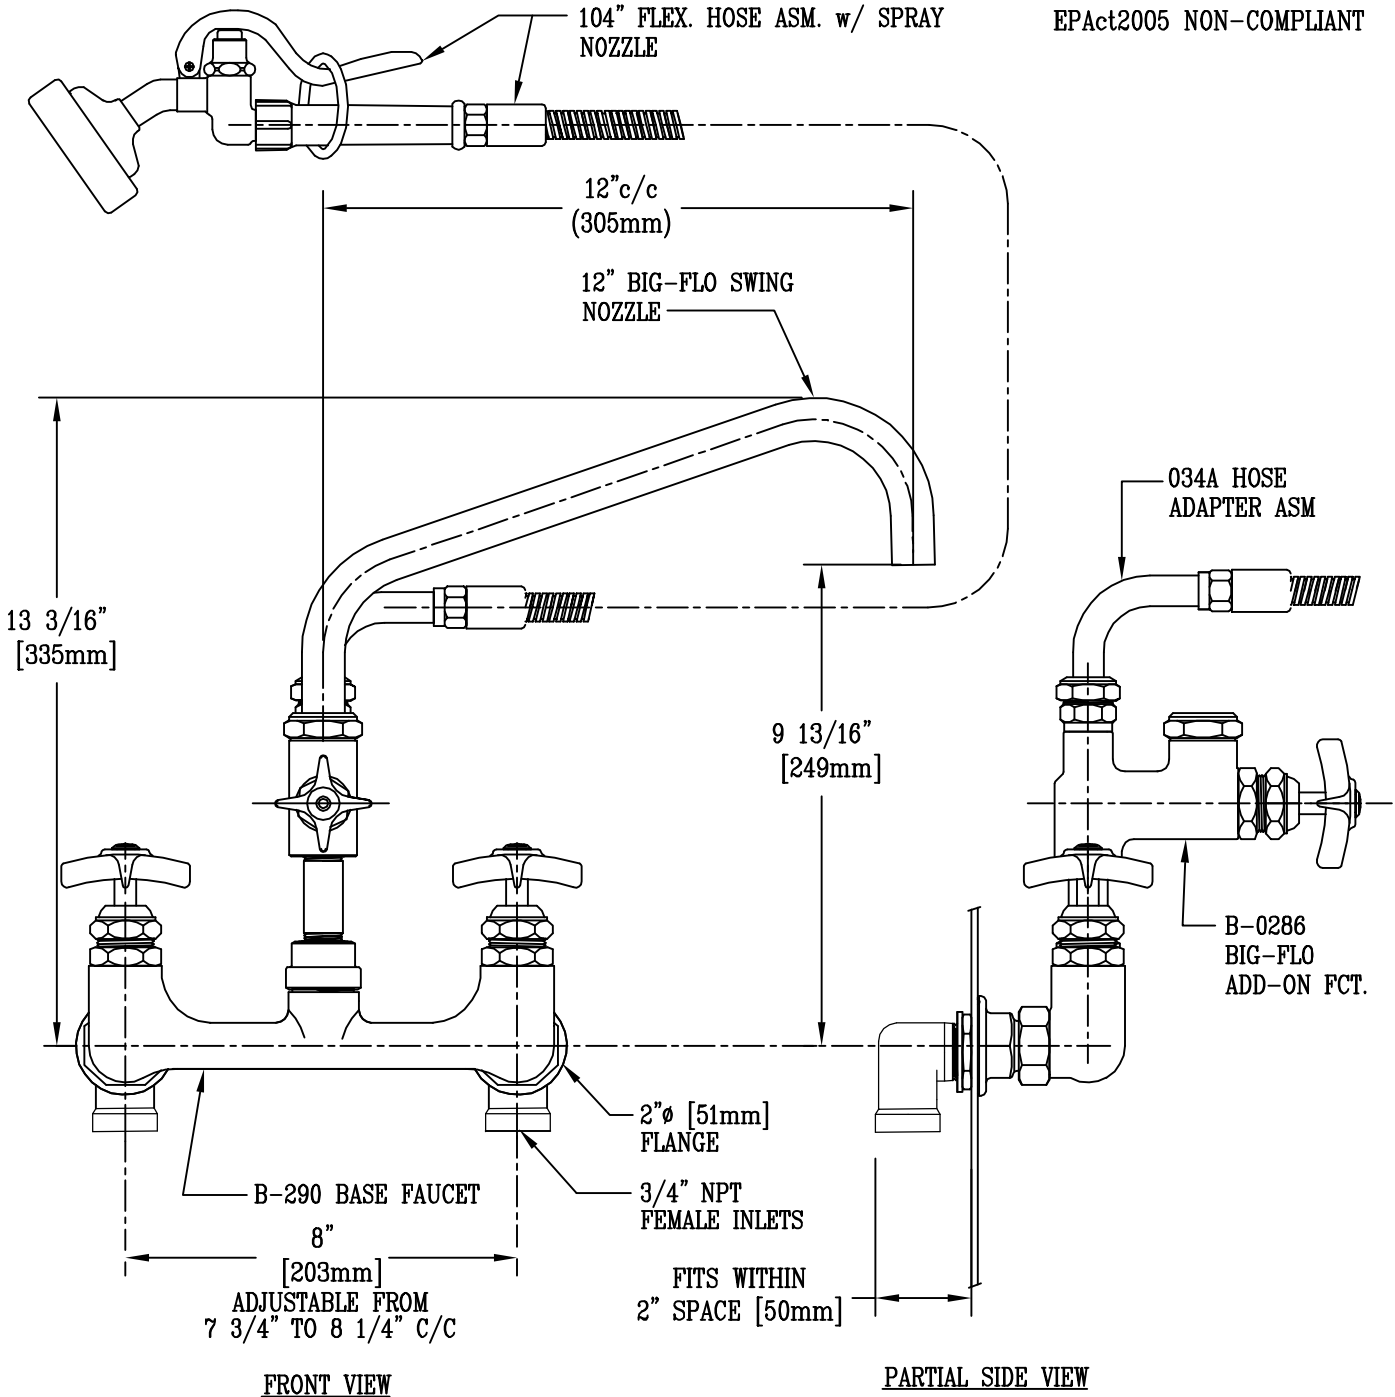 104" FLEX. HOSE ASM. w/ SPRAY
NOZZLE
EPAct2005 NON-COMPLIANT
12"c/c
(305mm)
12" BIG-FLO SWING
NOZZLE
034A HOSE
ADAPTER ASM
13 3/16"
[335mm]
9 13/16"
[249mm]
B-0286
BIG-FLO
ADD-ON FCT.
2"ø [51mm]
FLANGE
B-290 BASE FAUCET
3/4" NPT
FEMALE INLETS
8"
[203mm]
ADJUSTABLE FROM
7 3/4" TO 8 1/4" C/C
FITS WITHIN
2" SPACE [50mm]
FRONT VIEW
PARTIAL SIDE VIEW